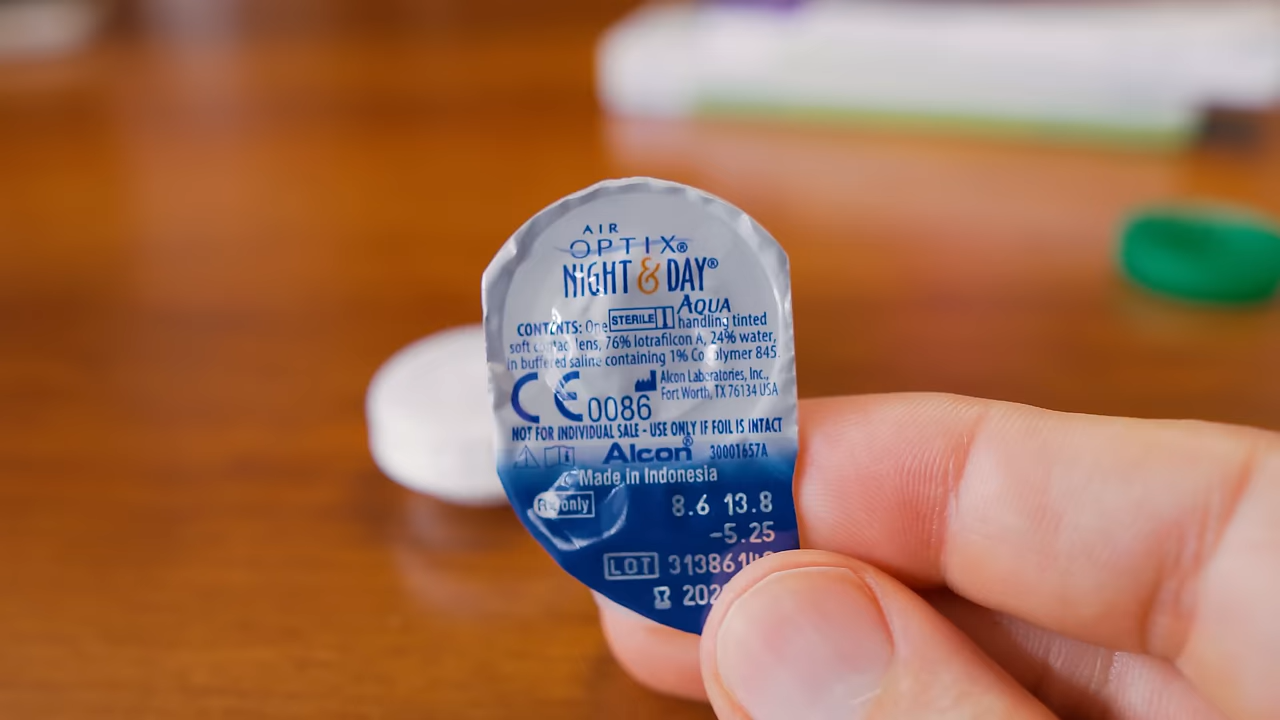 AIR
OPTIX®
NIGHT & DAY®
AQUA
CONTENTS: One STERILE handling tinted
soft contact lens, 76% lotrafilcon A, 24% water,
in buffered saline containing 1% Copolymer 845.
CE 0086 Alcon Laboratories, Inc.,
Fort Worth, TX 76134 USA
NOT FOR INDIVIDUAL SALE - USE ONLY IF FOIL IS INTACT
Alcon® 30001657A
Made in Indonesia
Rx only 8.6 13.8
-5.25
LOT